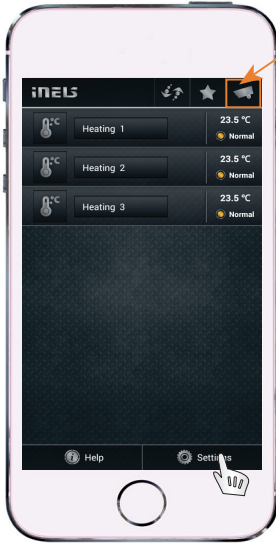 iNELS
°C
Heating 1
23.5 °C
Normal
°C
Heating 2
23.5 °C
Normal
°C
Heating 3
23.5 °C
Normal
Help
Settings